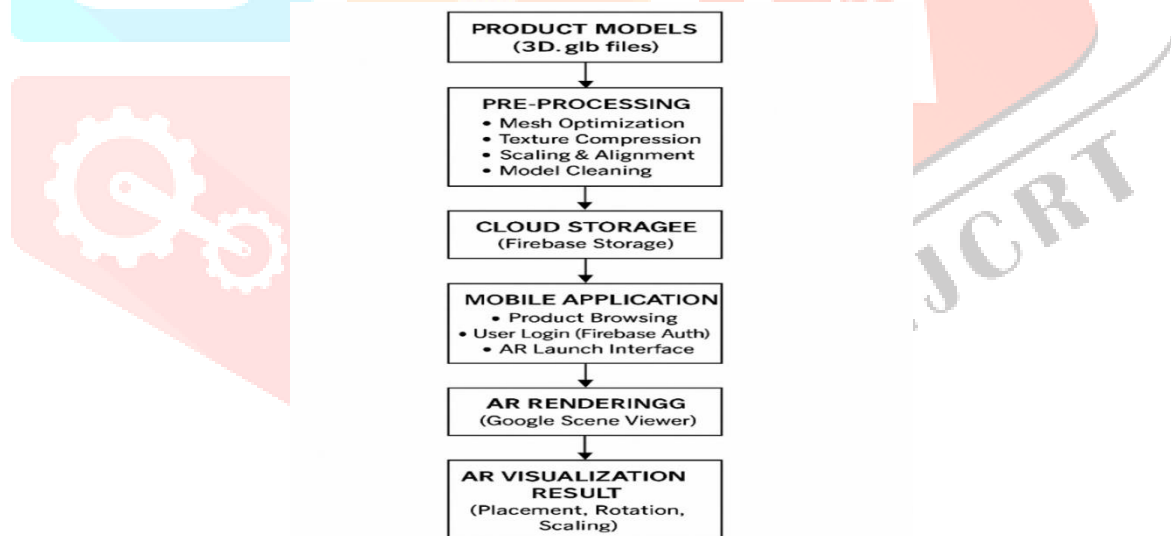 PRODUCT MODELS
(3D. glb files)
PRE-PROCESSING
• Mesh Optimization
• Texture Compression
• Scaling & Alignment
• Model Cleaning
CLOUD STORAGEE
(Firebase Storage)
MOBILE APPLICATION
• Product Browsing
• User Login (Firebase Auth)
• AR Launch Interface
AR RENDERINGG
(Google Scene Viewer)
AR VISUALIZATION
RESULT
(Placement, Rotation,
Scaling)
JCRT